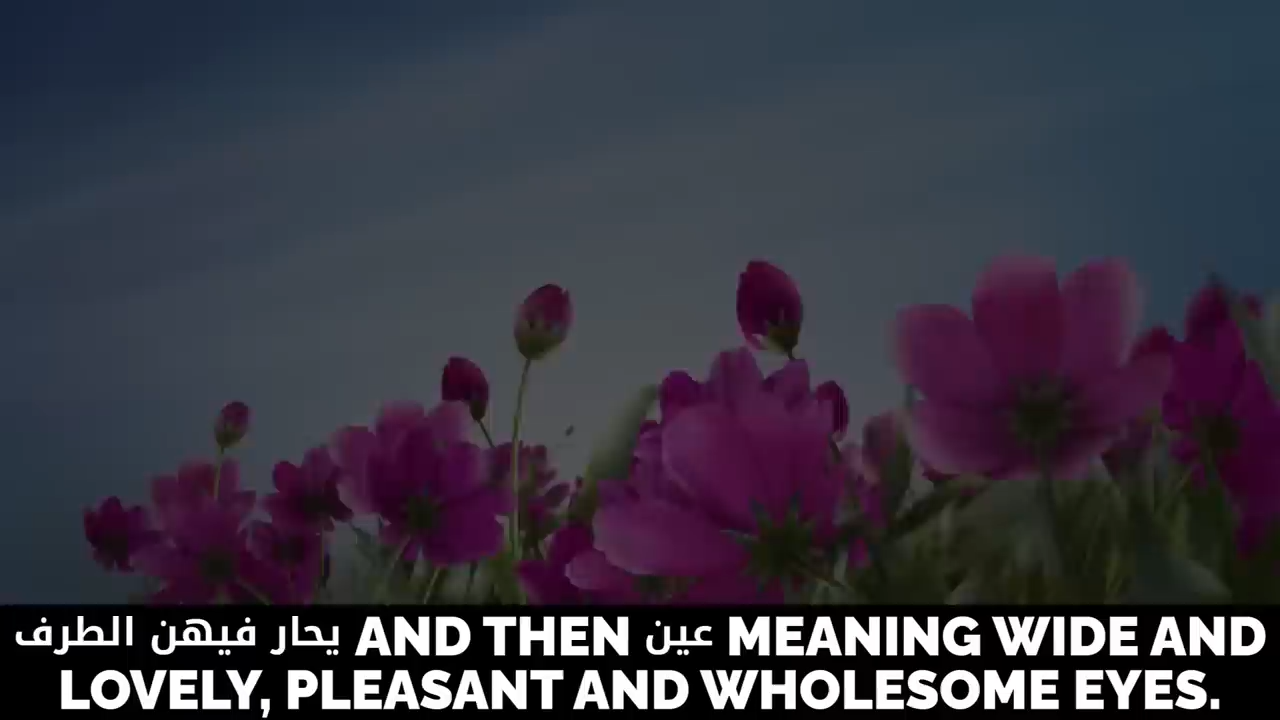 يحار فيهن الطرف AND THEN عين MEANING WIDE AND
LOVELY, PLEASANT AND WHOLESOME EYES.